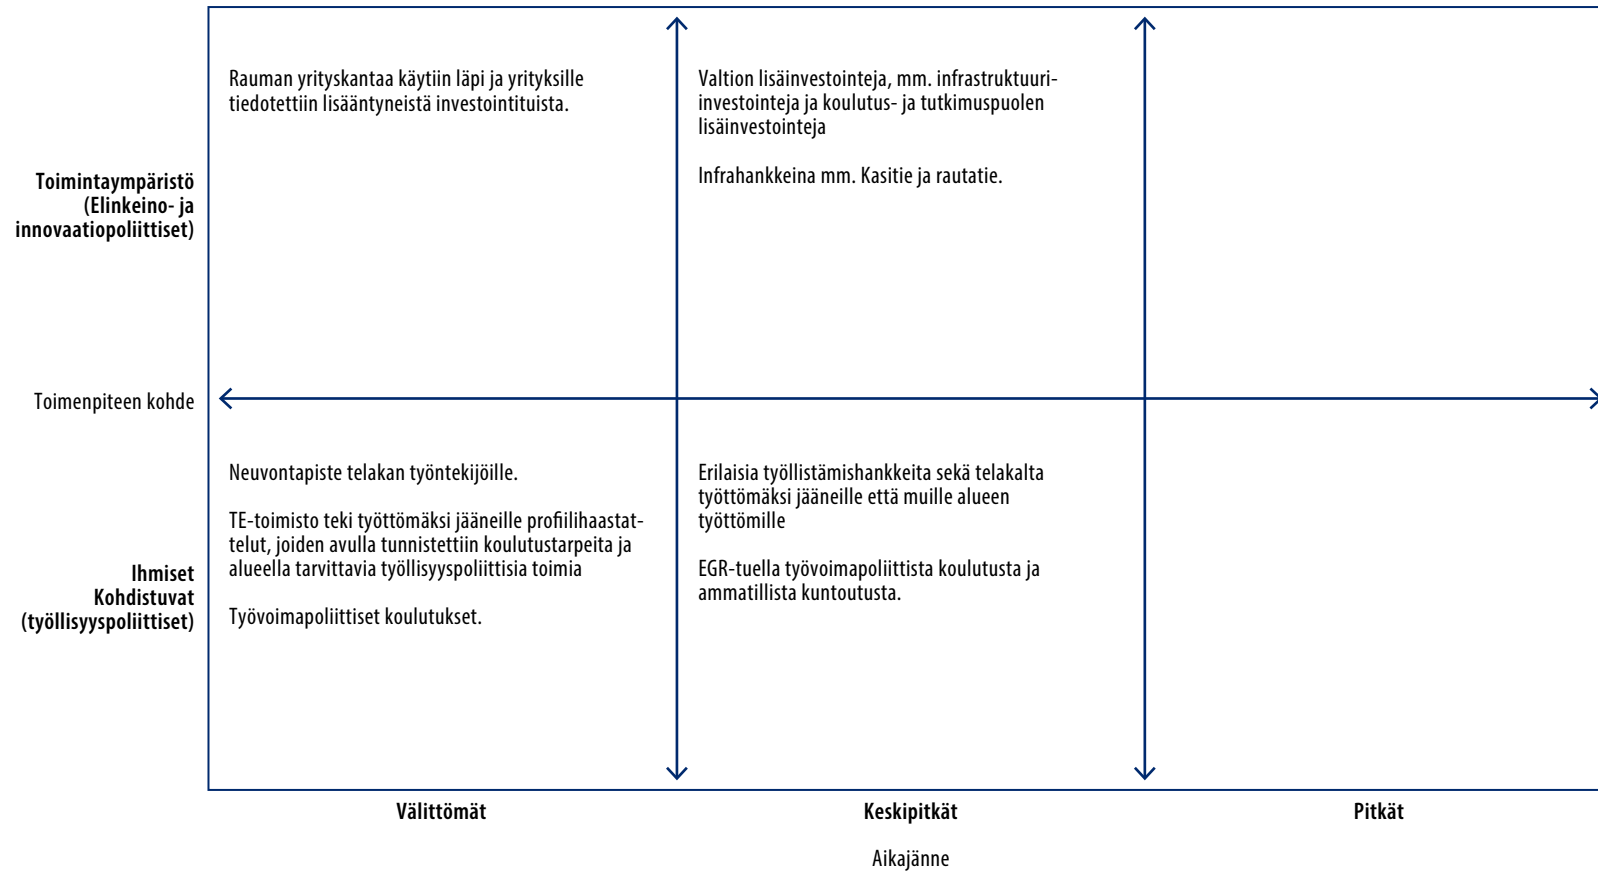 Rauman yrityskantaa käytiin läpi ja yrityksille
tiedotettiin lisääntyneistä investointituista.
Valtion lisäinvestointeja, mm. infrastruktuuri-
investointeja ja koulutus- ja tutkimuspuolen
lisäinvestointeja
Infrahankkeina mm. Kasitie ja rautatie.
Toimintaympäristö
(Elinkeino- ja
innovaatiopoliittiset)
Toimenpiteen kohde
Neuvontapiste telakan työntekijöille.
TE-toimisto teki työttömäksi jääneille profiilihaastat-
telut, joiden avulla tunnistettiin koulutustarpeita ja
alueella tarvittavia työllisyyspoliittisia toimia
Työvoimapoliittiset koulutukset.
Erilaisia työllistämishankkeita sekä telakalta
työttömäksi jääneille että muille alueen
työttömille
EGR-tuella työvoimapoliittista koulutusta ja
ammatillista kuntoutusta.
Ihmiset
Kohdistuvat
(työllisyyspoliittiset)
Välittömät
Keskipitkät
Pitkät
Aikajänne